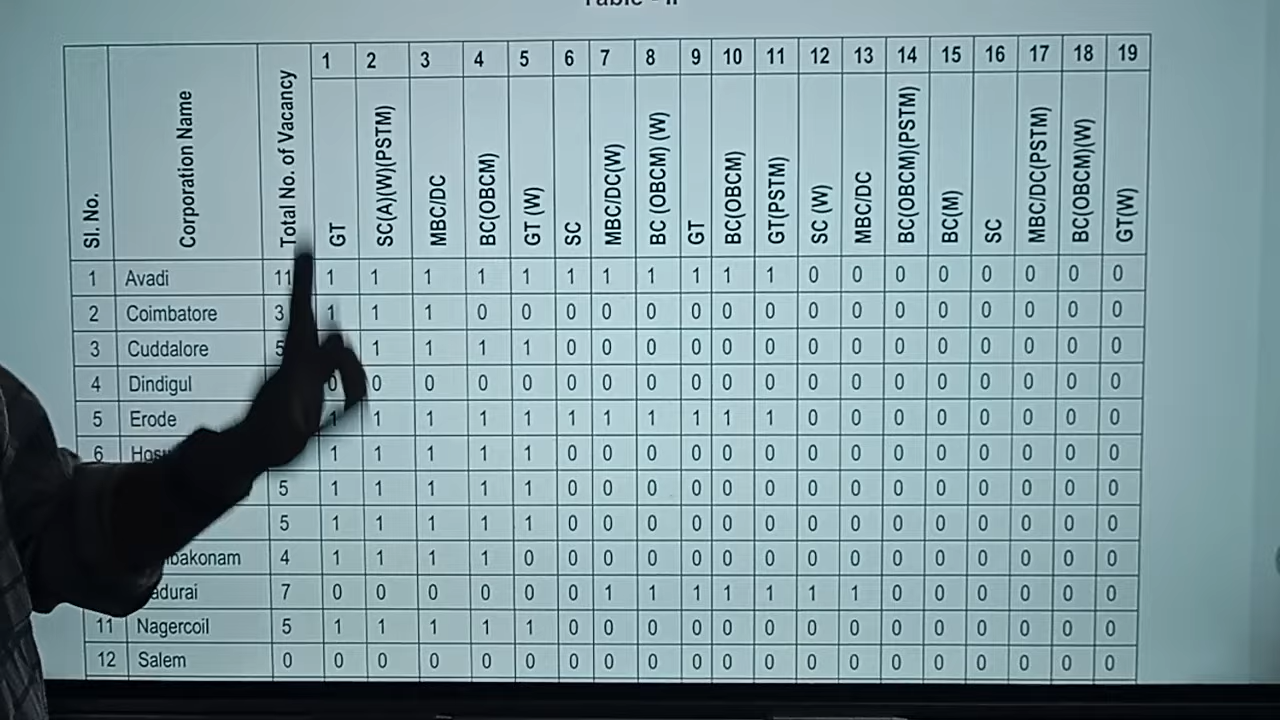 Table - II
Sl. No. Corporation Name Total No. of Vacancy 1 2 3 4 5 6 7 8 9 10 11 12 13 14 15 16 17 18 19
GT SC(A)(W)(PSTM) MBC/DC BC(OBCM) GT (W) SC MBC/DC(W) BC (OBCM) (W) GT BC(OBCM) GT(PSTM) SC (W) MBC/DC BC(OBCM)(PSTM) BC(M) SC MBC/DC(PSTM) BC(OBCM)(W) GT(W)
1 Avadi 11 1 1 1 1 1 1 1 1 1 1 1 0 0 0 0 0 0 0 0
2 Coimbatore 3 1 1 1 0 0 0 0 0 0 0 0 0 0 0 0 0 0 0 0
3 Cuddalore 5 1 1 1 1 0 0 0 0 0 0 0 0 0 0 0 0 0 0
4 Dindigul 0 0 0 0 0 0 0 0 0 0 0 0 0 0 0 0 0 0 0
5 Erode 1 1 1 1 1 1 1 1 1 1 1 0 0 0 0 0 0 0 0
6 1 1 1 1 1 0 0 0 0 0 0 0 0 0 0 0 0 0 0
5 1 1 1 1 1 0 0 0 0 0 0 0 0 0 0 0 0 0 0
5 1 1 1 1 1 0 0 0 0 0 0 0 0 0 0 0 0 0 0
bakonam 4 1 1 1 1 0 0 0 0 0 0 0 0 0 0 0 0 0 0 0
adurai 7 0 0 0 0 0 0 1 1 1 1 1 1 1 0 0 0 0 0 0
11 Nagercoil 5 1 1 1 1 1 0 0 0 0 0 0 0 0 0 0 0 0 0 0
12 Salem 0 0 0 0 0 0 0 0 0 0 0 0 0 0 0 0 0 0 0 0